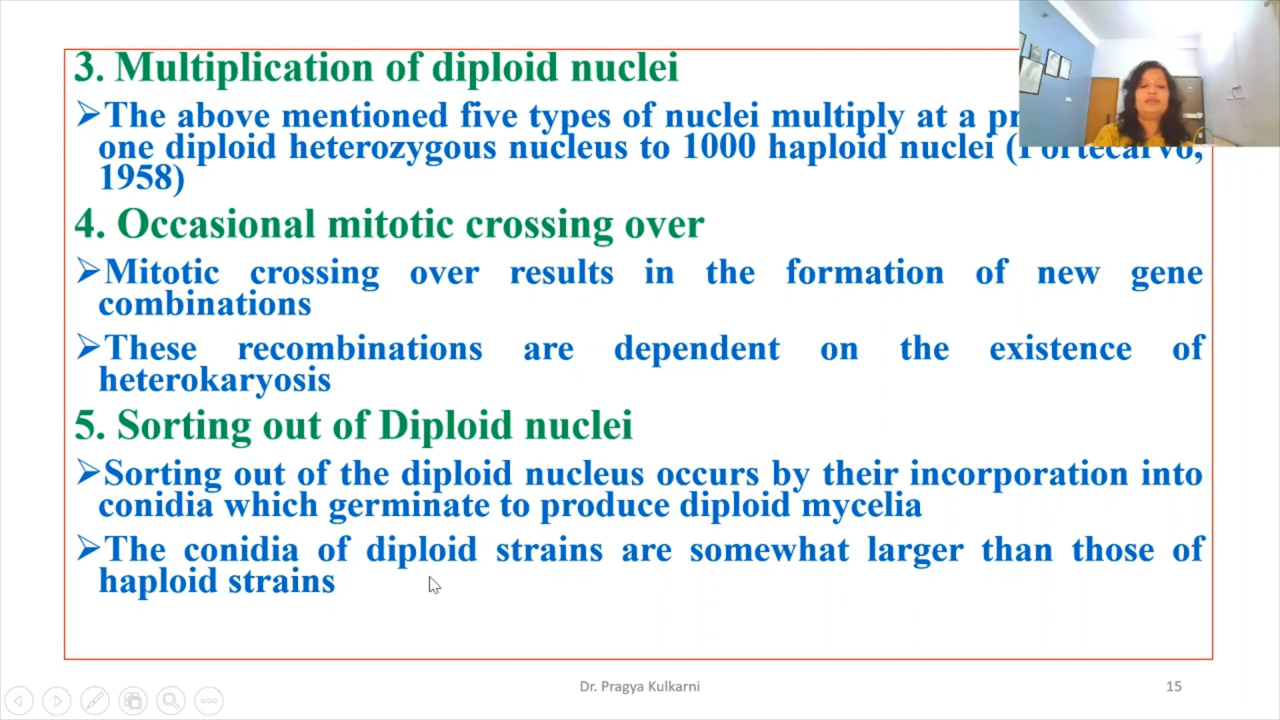 3. Multiplication of diploid nuclei
➢The above mentioned five types of nuclei multiply at a
one diploid heterozygous nucleus to 1000 haploid nuclei
1958)
4. Occasional mitotic crossing over
➢Mitotic crossing over results in the formation of new gene
combinations
➢These recombinations are dependent on the existence of
heterokaryosis
5. Sorting out of Diploid nuclei
➢Sorting out of the diploid nucleus occurs by their incorporation into
conidia which germinate to produce diploid mycelia
➢The conidia of diploid strains are somewhat larger than those of
haploid strains
Dr. Pragya Kulkarni
15